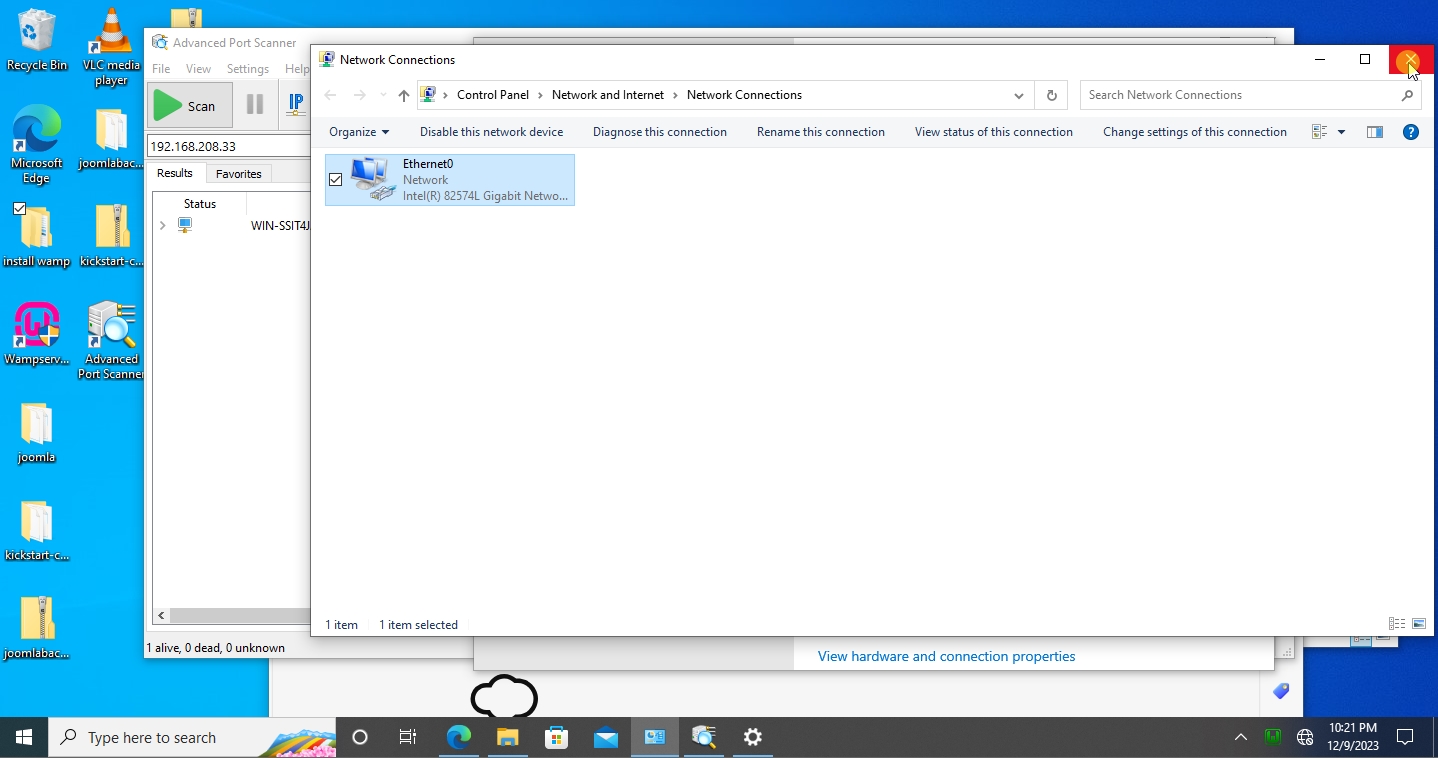 Recycle Bin
VLC media
player
Microsoft
Edge
joomlabac...
install wamp
kickstart-c...
Wampserv...
Advanced
Port Scanner
joomla
kickstart-c...
joomlabac...
Advanced Port Scanner
File View Settings Help
Scan
IP
192.168.208.33
Results Favorites
Status
WIN-SSIT4J
1 alive, 0 dead, 0 unknown
Network Connections
Control Panel > Network and Internet > Network Connections
Search Network Connections
Organize Disable this network device Diagnose this connection Rename this connection View status of this connection Change settings of this connection
Ethernet0
Network
Intel(R) 82574L Gigabit Netwo...
1 item 1 item selected
View hardware and connection properties
Type here to search
10:21 PM
12/9/2023